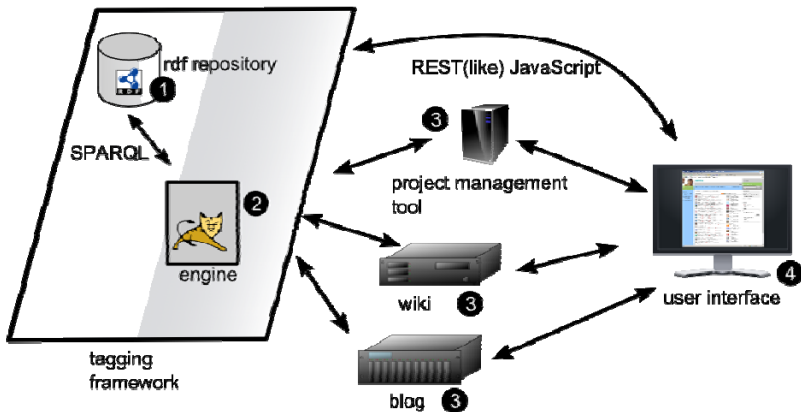 rdf repository
1
REST(like) JavaScript
SPARQL
3
project management
tool
2
engine
wiki 3
4
user interface
tagging
framework
blog 3
RDF